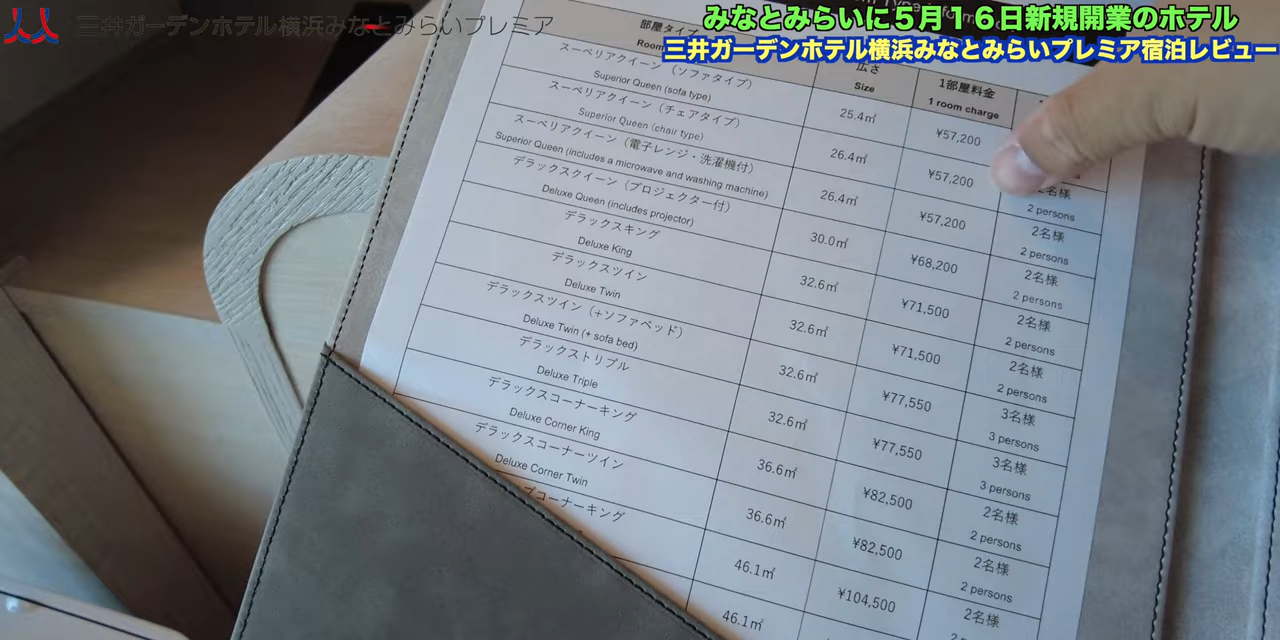 三井ガーデンホテル横浜みなとみらいプレミア
みなとみらいに５月１６日新規開業のホテル
三井ガーデンホテル横浜みなとみらいプレミア宿泊レビュー
部屋タイプ 広さ 1部屋料金
Size 1 room charge
スーペリアクイーン（ソファタイプ）
Superior Queen (sofa type) 25.4㎡ ¥57,200
スーペリアクイーン（チェアタイプ） 2名様
Superior Queen (chair type) 26.4㎡ ¥57,200 2 persons
スーペリアクイーン（電子レンジ・洗濯機付） 2名様
Superior Queen (includes a microwave and washing machine) 26.4㎡ ¥57,200 2 persons
デラックスクイーン（プロジェクター付） 2名様
Deluxe Queen (includes projector) 30.0㎡ ¥68,200 2 persons
デラックスキング 2名様
Deluxe King 32.6㎡ ¥71,500 2 persons
デラックスツイン 2名様
Deluxe Twin 32.6㎡ ¥71,500 2 persons
デラックスツイン（+ソファベッド） 3名様
Deluxe Twin (+ sofa bed) 32.6㎡ ¥77,550 3 persons
デラックストリプル 3名様
Deluxe Triple 32.6㎡ ¥77,550 3 persons
デラックスコーナーキング 2名様
Deluxe Corner King 36.6㎡ ¥82,500 2 persons
デラックスコーナーツイン 2名様
Deluxe Corner Twin 36.6㎡ ¥82,500 2 persons
コーナーキング 2名様
46.1㎡ ¥104,500
46.1㎡